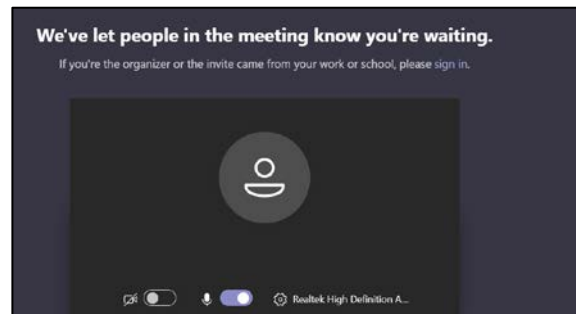 We've let people in the meeting know you're waiting.
If you're the organizer or the invite came from your work or school, please sign in.
Realtek High Definition A...